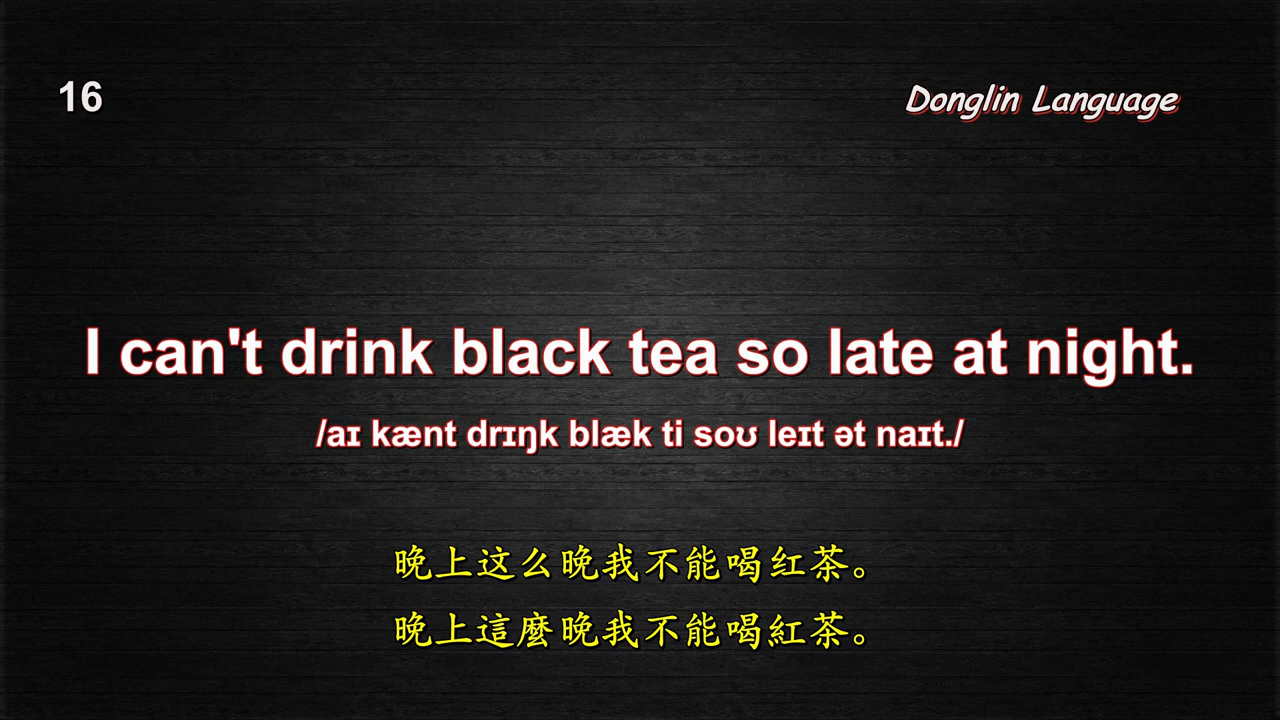 16
Donglin Language
I can't drink black tea so late at night.
/aɪ kænt drɪŋk blæk ti soʊ leɪt ət naɪt./
晚上这么晚我不能喝红茶。
晚上這麼晚我不能喝紅茶。